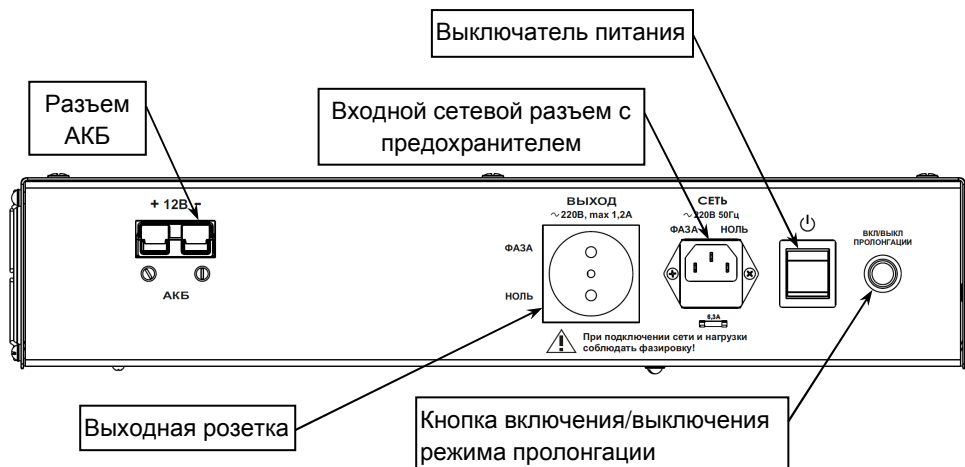 Выключатель питания
Разъем
АКБ
Входной сетевой разъем с
предохранителем
+ 12В -
АКБ
ВЫХОД
~220В, max 1,2А
ФАЗА
НОЛЬ
СЕТЬ
~220В 50Гц
ФАЗА НОЛЬ
6,3А
ВКЛ/ВЫКЛ
ПРОЛОНГАЦИИ
При подключении сети и нагрузки
соблюдать фазировку!
Выходная розетка
Кнопка включения/выключения
режима пролонгации